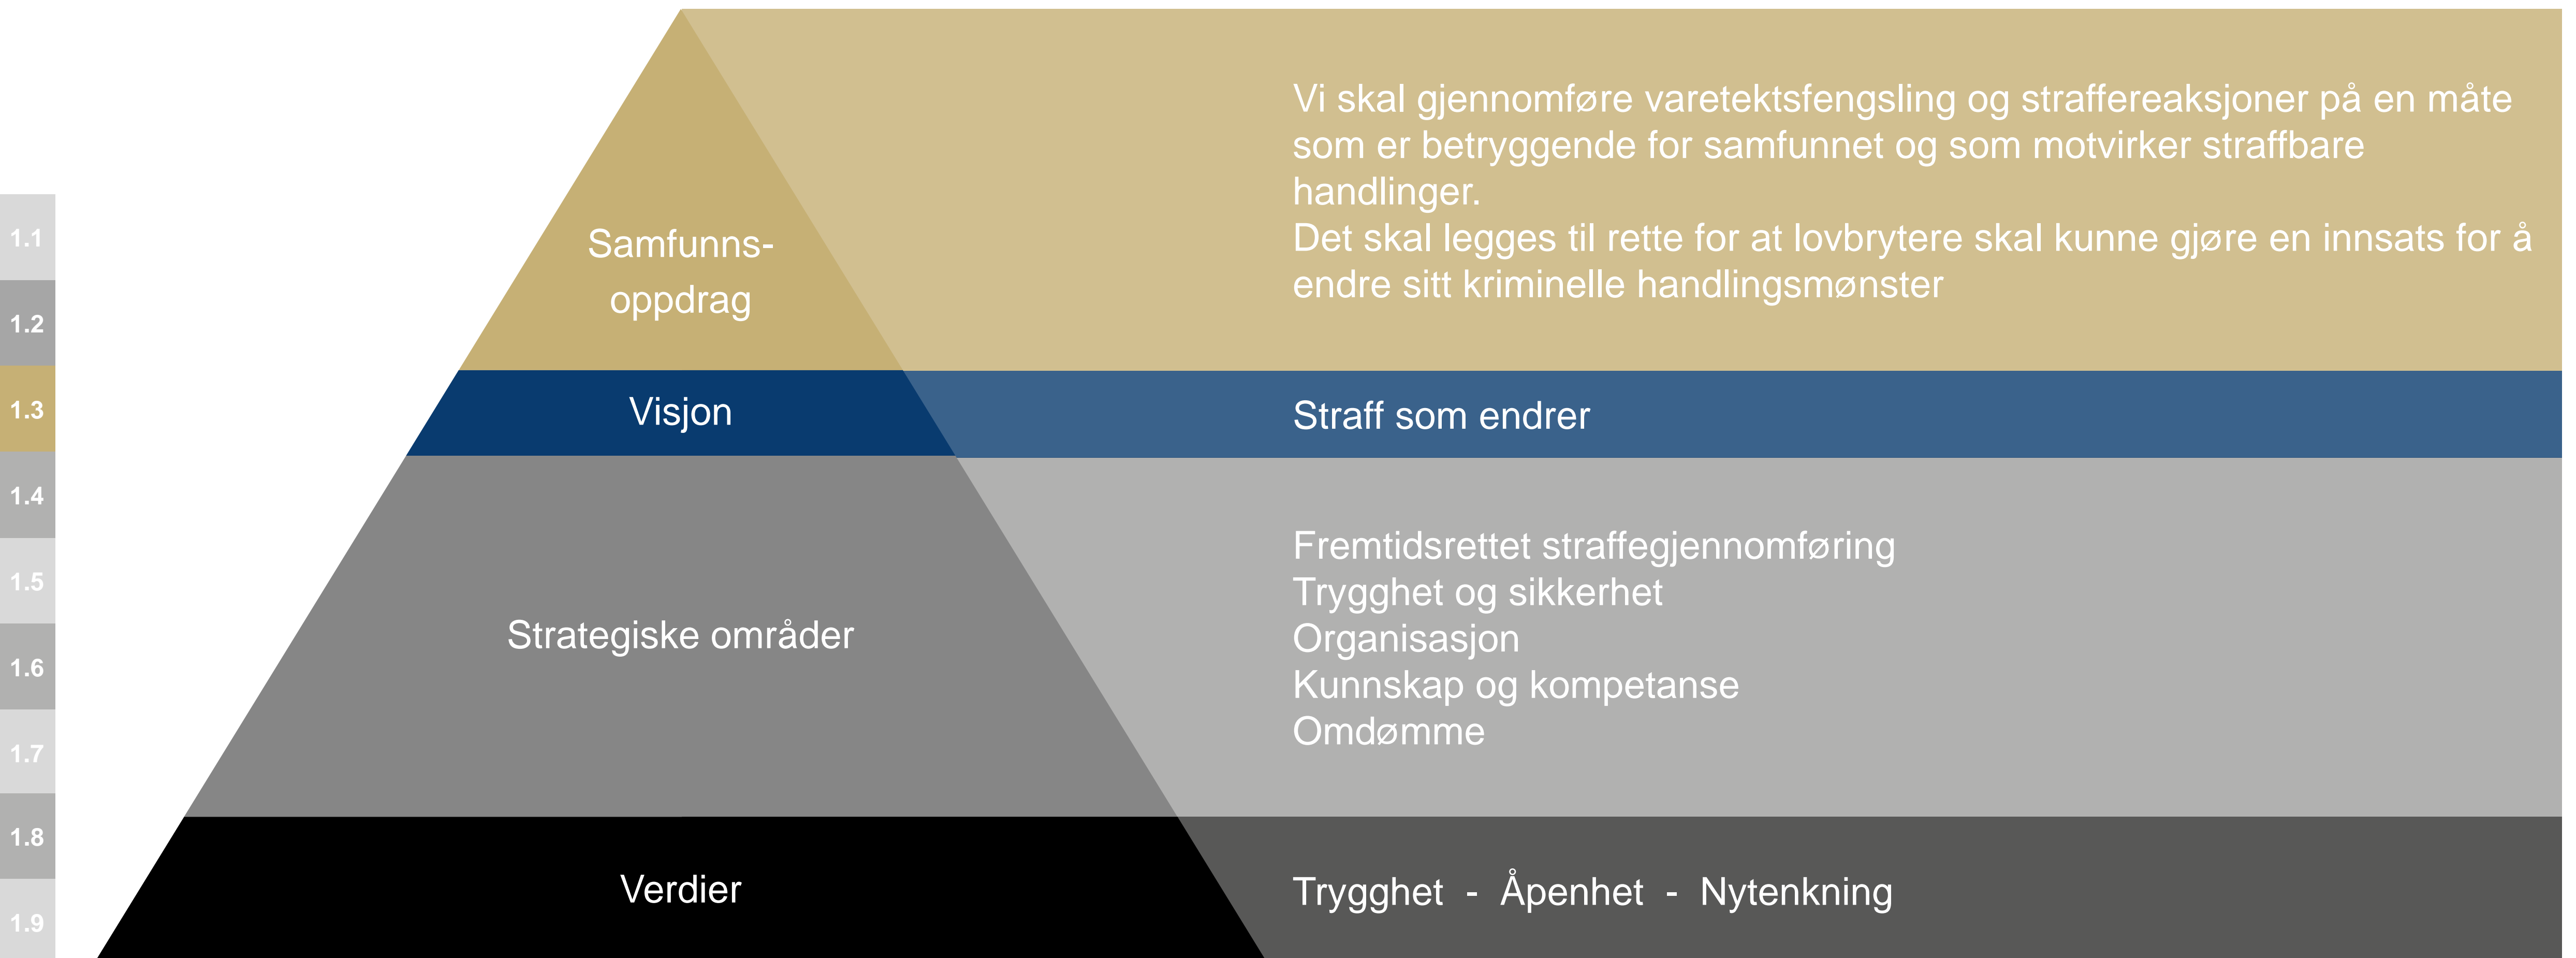 1.1
1.2
1.3
1.4
1.5
1.6
1.7
1.8
1.9
Samfunns-
oppdrag
Vi skal gjennomføre varetektsfengsling og straffereaksjoner på en måte
som er betryggende for samfunnet og som motvirker straffbare
handlinger.
Det skal legges til rette for at lovbrytere skal kunne gjøre en innsats for å
endre sitt kriminelle handlingsmønster
Visjon
Straff som endrer
Strategiske områder
Fremtidsrettet straffegjennomføring
Trygghet og sikkerhet
Organisasjon
Kunnskap og kompetanse
Omdømme
Verdier
Trygghet - Åpenhet - Nytenkning